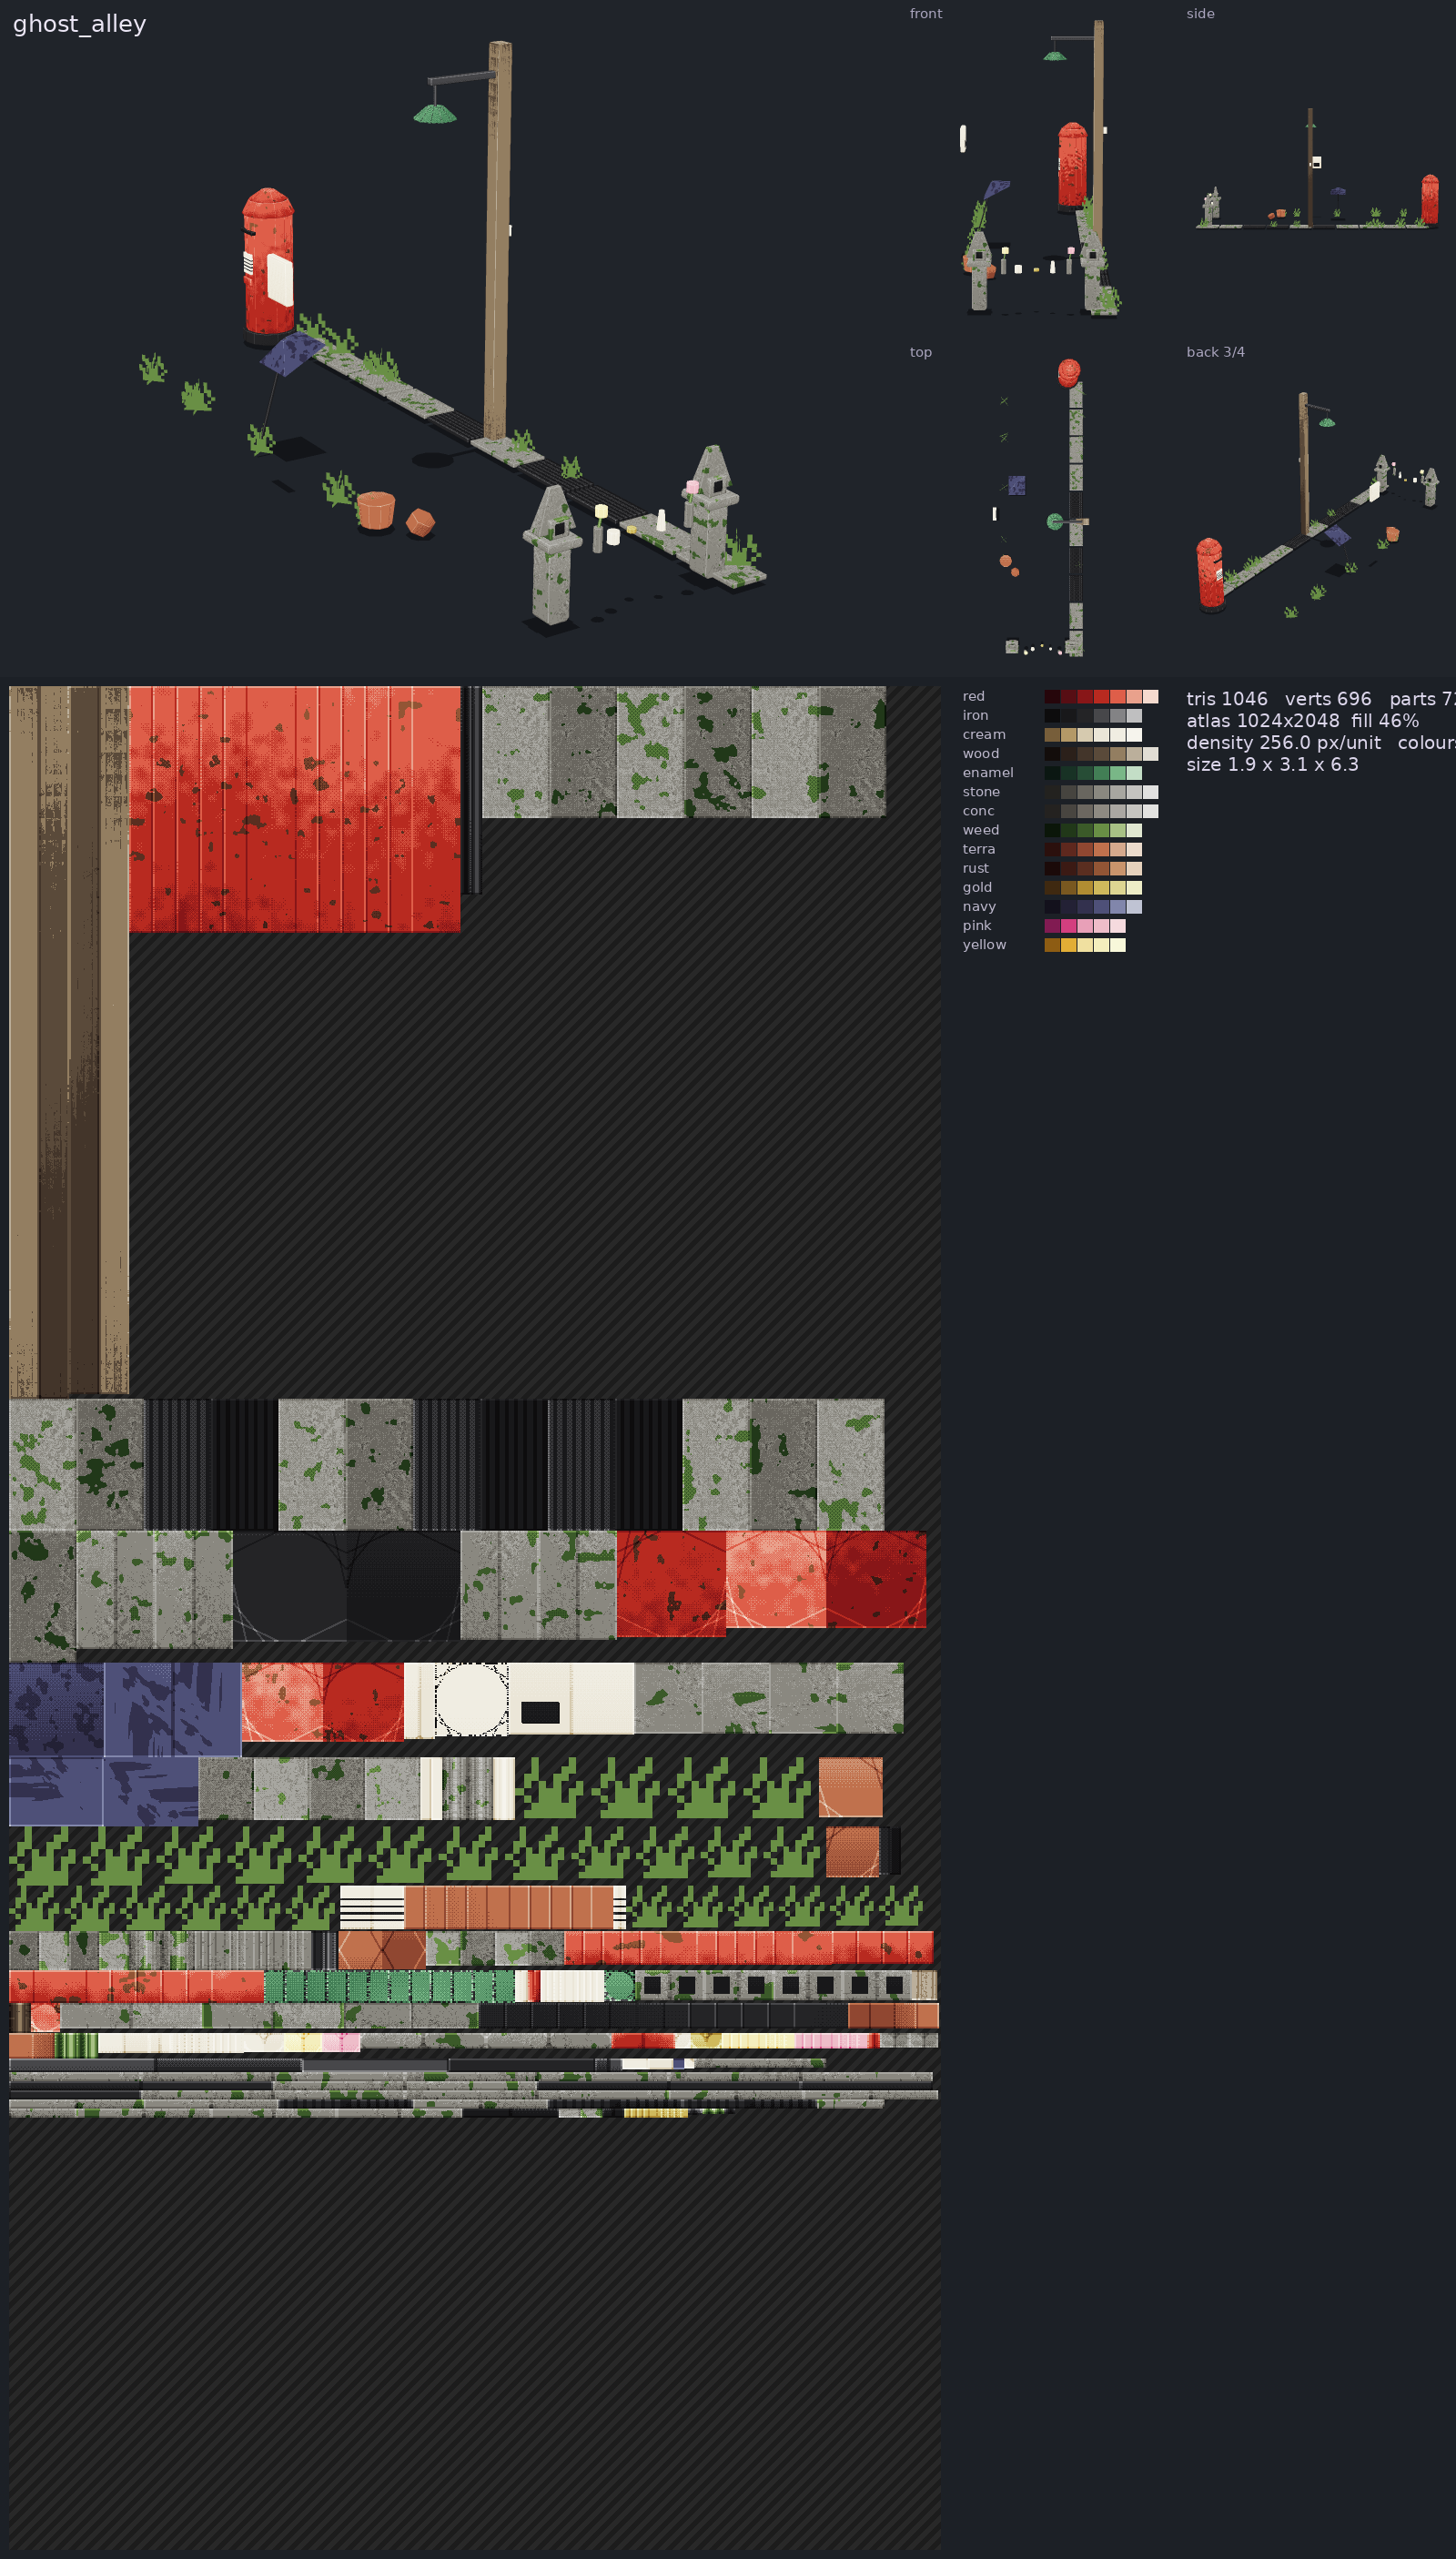 ghost_alley
front
side
top
back 3/4
red
iron
cream
wood
enamel
stone
conc
weed
terra
rust
gold
navy
pink
yellow
tris 1046 verts 696 parts
atlas 1024x2048 fill 46%
density 256.0 px/unit colours
size 1.9 x 3.1 x 6.3